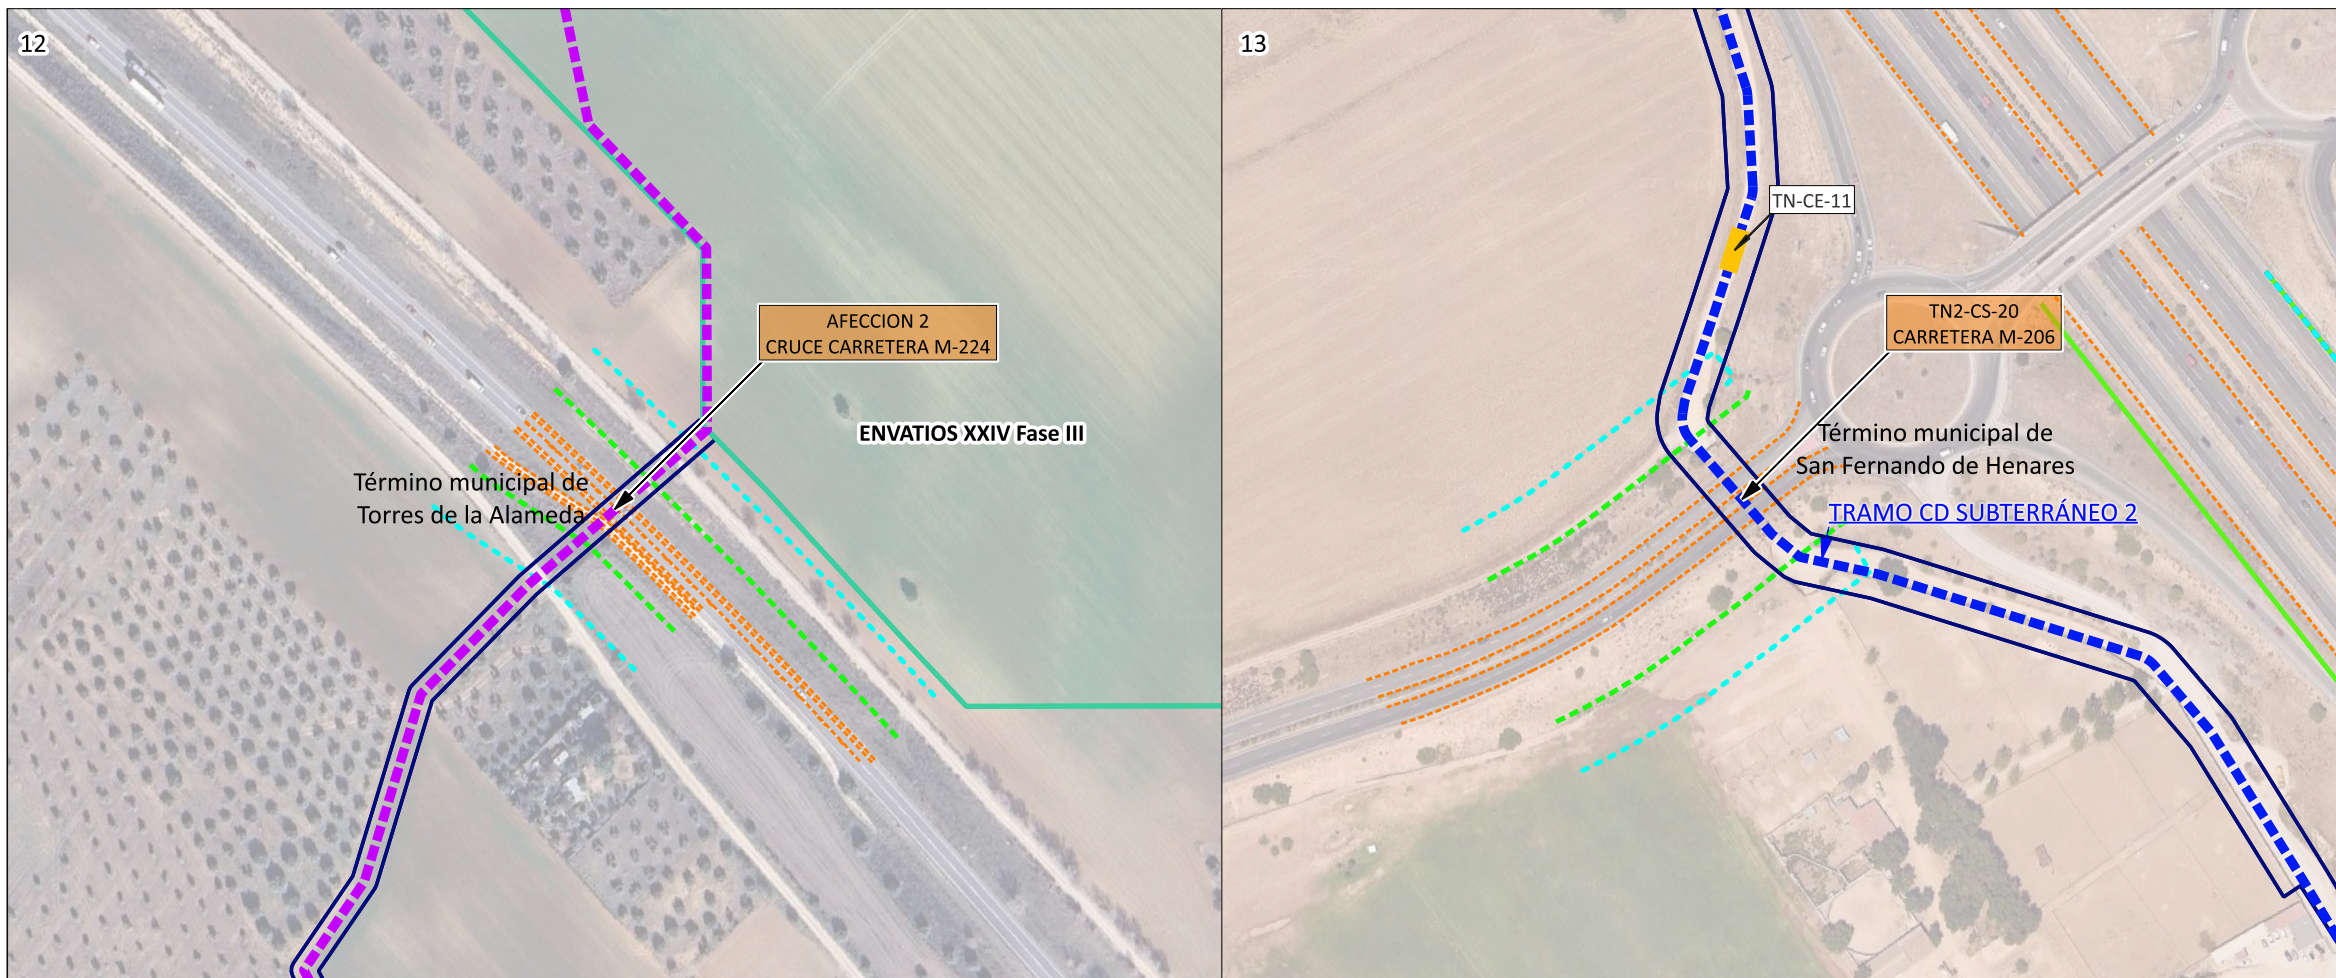 12
AFECCION 2
CRUCE CARRETERA M-224
ENVATIOS XXIV Fase III
Término municipal de
Torres de la Alameda
13
TN-CE-11
TN2-CS-20
CARRETERA M-206
Término municipal de
San Fernando de Henares
TRAMO CD SUBTERRÁNEO 2